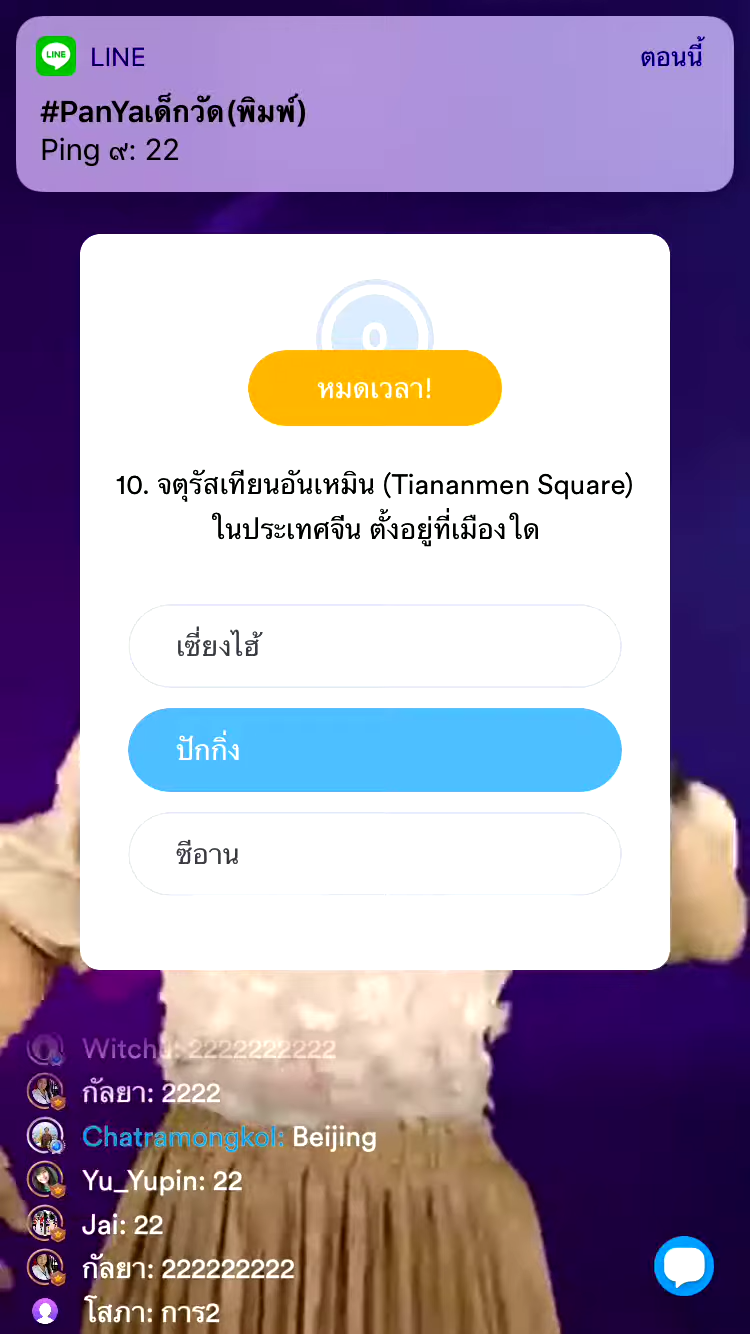 LINE
LINE
ตอนนี้
#PanYaเด็กวัด(พิมพ์)
Ping ๙: 22
0
หมดเวลา!
10. จตุรัสเทียนอันเหมิน (Tiananmen Square)
ในประเทศจีน ตั้งอยู่ที่เมืองใด
เซี่ยงไฮ้
ปักกิ่ง
ซีอาน
2222222222
กัลยา: 2222
Chatramongkol: Beijing
Yu_Yupin: 22
Jai: 22
กัลยา: 222222222
โสภา: การ2